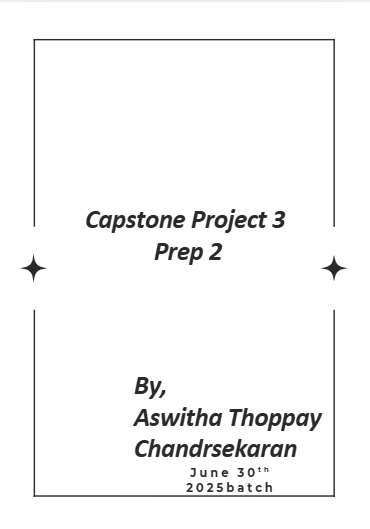 Capstone Project 3
Prep 2
By,
Aswitha Thoppay
Chandrsekaran
June 30th
2025batch